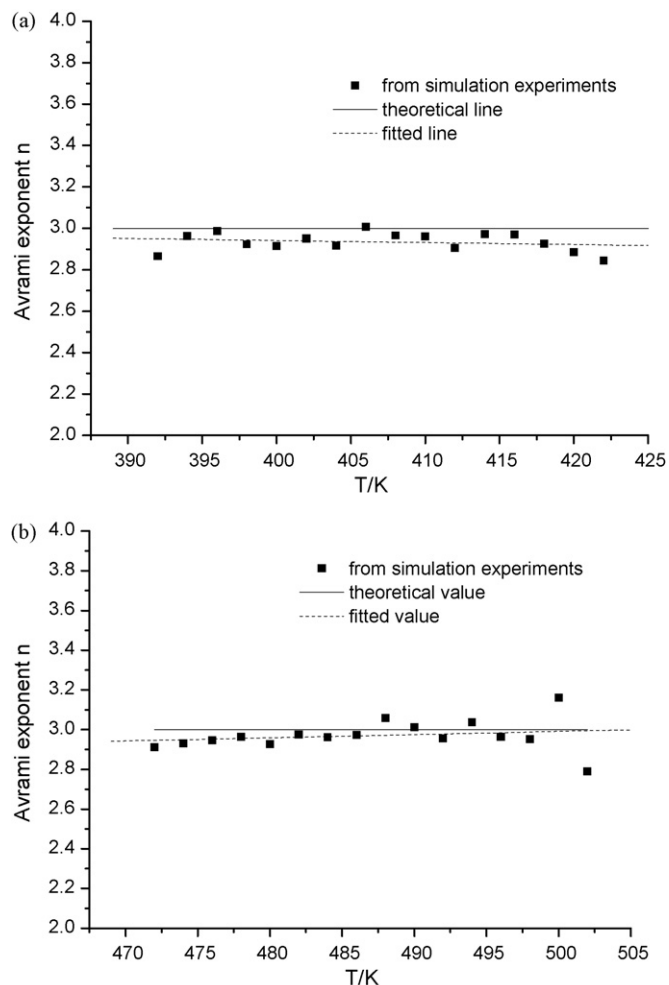 (a)
4.0
3.8
3.6
3.4
3.2
3.0
2.8
2.6
2.4
2.2
2.0
Avrami exponent n
from simulation experiments
theoretical line
fitted line
390 395 400 405 410 415 420 425
T/K
(b)
4.0
3.8
3.6
3.4
3.2
3.0
2.8
2.6
2.4
2.2
2.0
Avrami exponent n
from simulation experiments
theoretical value
fitted value
470 475 480 485 490 495 500 505
T/K